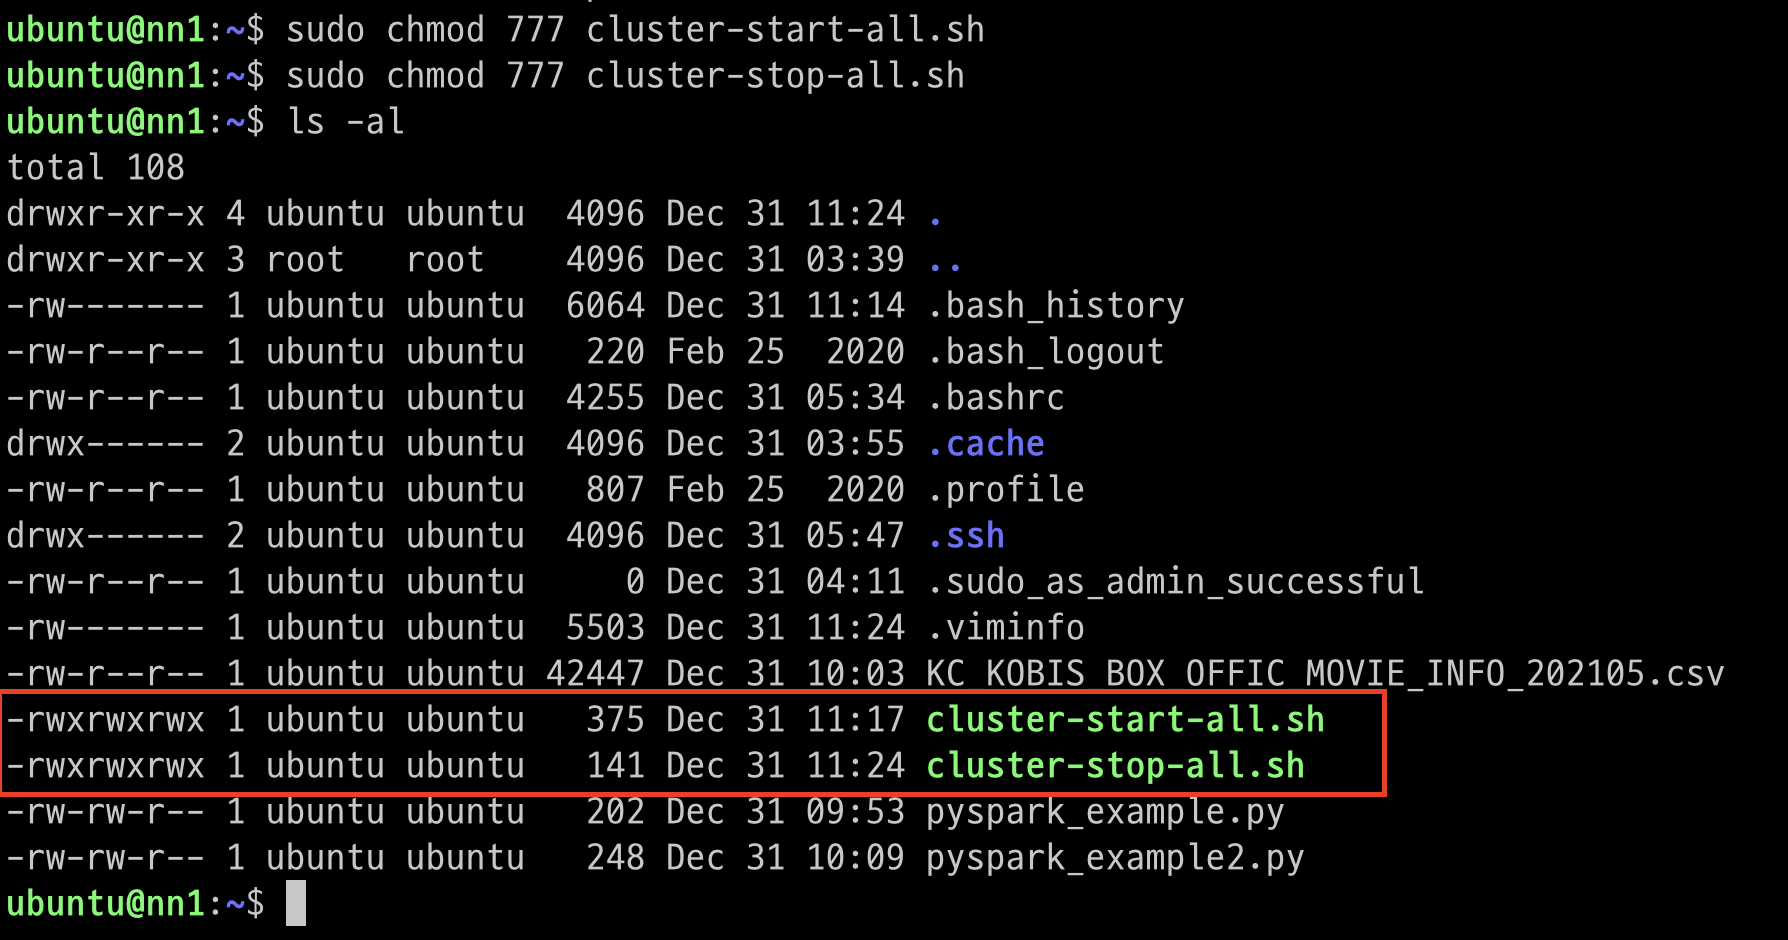 ubuntu@nn1:~$ sudo chmod 777 cluster-start-all.sh
ubuntu@nn1:~$ sudo chmod 777 cluster-stop-all.sh
ubuntu@nn1:~$ ls -al
total 108
drwxr-xr-x 4 ubuntu ubuntu  4096 Dec 31 11:24 .
drwxr-xr-x 3 root   root    4096 Dec 31 03:39 ..
-rw------- 1 ubuntu ubuntu  6064 Dec 31 11:14 .bash_history
-rw-r--r-- 1 ubuntu ubuntu   220 Feb 25  2020 .bash_logout
-rw-r--r-- 1 ubuntu ubuntu  4255 Dec 31 05:34 .bashrc
drwx------ 2 ubuntu ubuntu  4096 Dec 31 03:55 .cache
-rw-r--r-- 1 ubuntu ubuntu   807 Feb 25  2020 .profile
drwx------ 2 ubuntu ubuntu  4096 Dec 31 05:47 .ssh
-rw-r--r-- 1 ubuntu ubuntu     0 Dec 31 04:11 .sudo_as_admin_successful
-rw------- 1 ubuntu ubuntu  5503 Dec 31 11:24 .viminfo
-rw-r--r-- 1 ubuntu ubuntu 42447 Dec 31 10:03 KC_KOBIS_BOX_OFFIC_MOVIE_INFO_202105.csv
-rwxrwxrwx 1 ubuntu ubuntu   375 Dec 31 11:17 cluster-start-all.sh
-rwxrwxrwx 1 ubuntu ubuntu   141 Dec 31 11:24 cluster-stop-all.sh
-rw-rw-r-- 1 ubuntu ubuntu   202 Dec 31 09:53 pyspark_example.py
-rw-rw-r-- 1 ubuntu ubuntu   248 Dec 31 10:09 pyspark_example2.py
ubuntu@nn1:~$